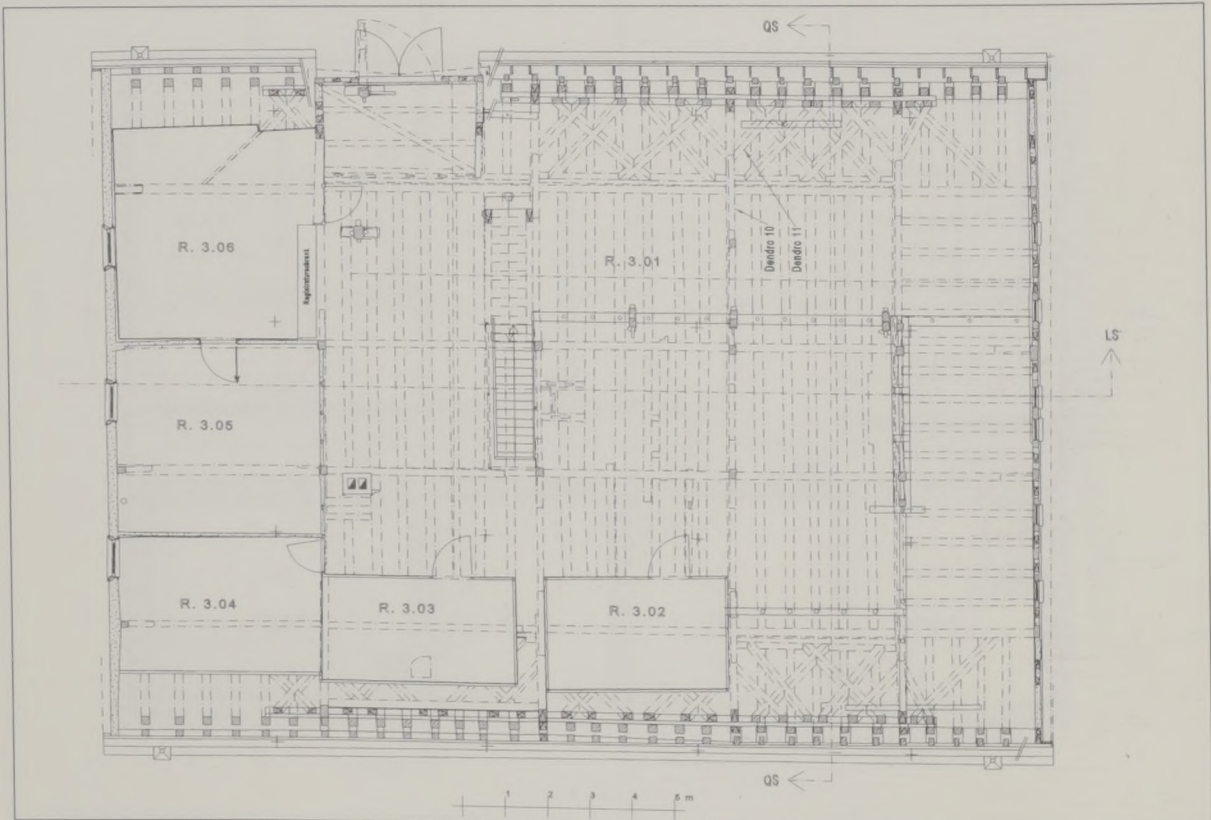 QS
R. 3.06
Registraturschrank
R. 3.01
Dendro 10
Dendro 11
LS
R. 3.05
R. 3.04
R. 3.03
R. 3.02
QS
1 2 3 4 5 m